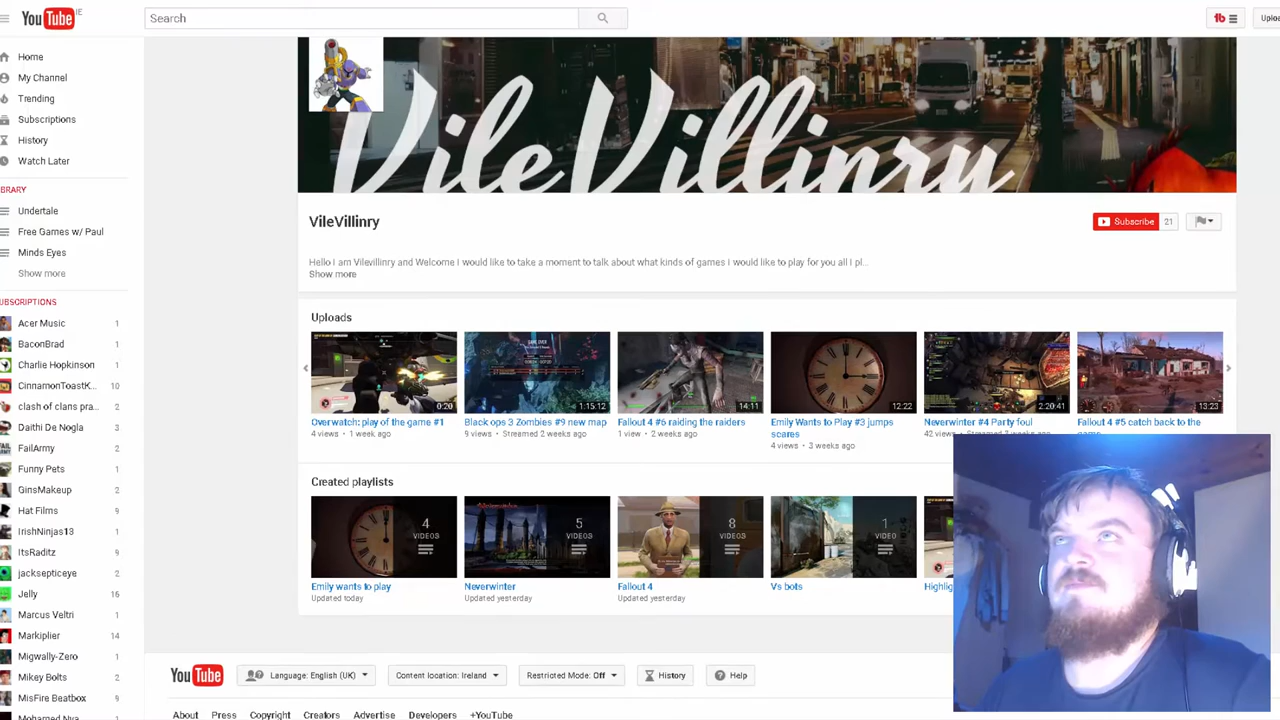 YouTube IE
Search
Uploa
Home
My Channel
Trending
Subscriptions
History
Watch Later
IBRARY
Undertale
Free Games w/ Paul
Minds Eyes
Show more
UBSCRIPTIONS
Acer Music 1
BaconBrad 1
Charlie Hopkinson 1
CinnamonToastK... 10
clash of clans pra... 2
Daithi De Nogla 2
FailArmy 2
Funny Pets 1
GinsMakeup 2
Hat Films 9
IrishNinjas13 1
ItsRaditz 9
jacksepticeye 2
Jelly 16
Marcus Veltri 1
Markiplier 14
Migwally-Zero 1
Mikey Bolts 2
MisFire Beatbox 9
VileVillinry
VileVillinry
Subscribe 21
Hello I am Vilevillinry and Welcome I would like to take a moment to talk about what kinds of games I would like to play for you all I pl...
Show more
Uploads
0:20
1:15:12
14:11
12:22
2:20:41
13:23
Overwatch: play of the game #1
4 views • 1 week ago
Black ops 3 Zombies #9 new map
9 views • Streamed 2 weeks ago
Fallout 4 #6 raiding the raiders
1 view • 2 weeks ago
Emily Wants to Play #3 jumps
scares
4 views • 3 weeks ago
Neverwinter #4 Party foul
42 views • Streamed 3 weeks ago
Fallout 4 #5 catch back to the
Created playlists
4 VIDEOS
5 VIDEOS
8 VIDEOS
1 VIDEO
Emily wants to play
Updated today
Neverwinter
Updated yesterday
Fallout 4
Updated yesterday
Vs bots
Highlig
YouTube
Language: English (UK)
Content location: Ireland
Restricted Mode: Off
History
Help
About Press Copyright Creators Advertise Developers +YouTube